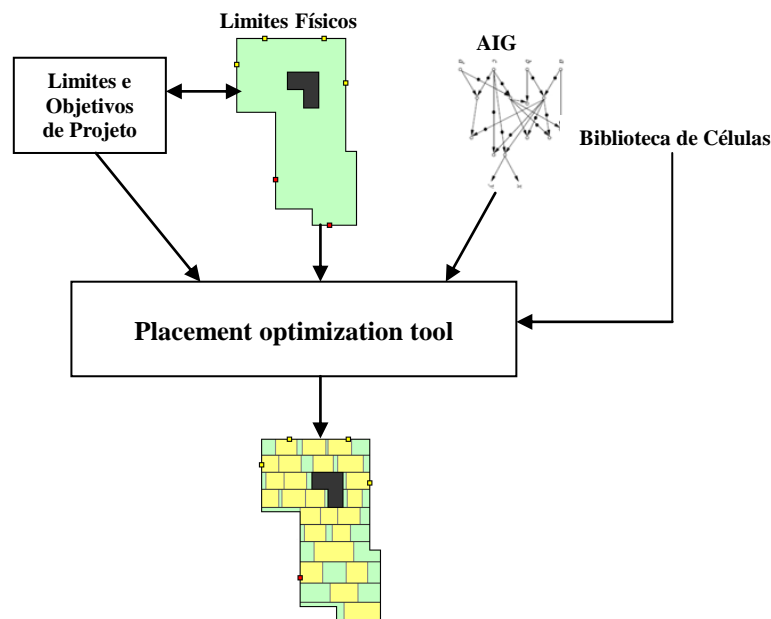 Limites Físicos
AIG
Limites e
Objetivos
de Projeto
Biblioteca de Células
Placement optimization tool